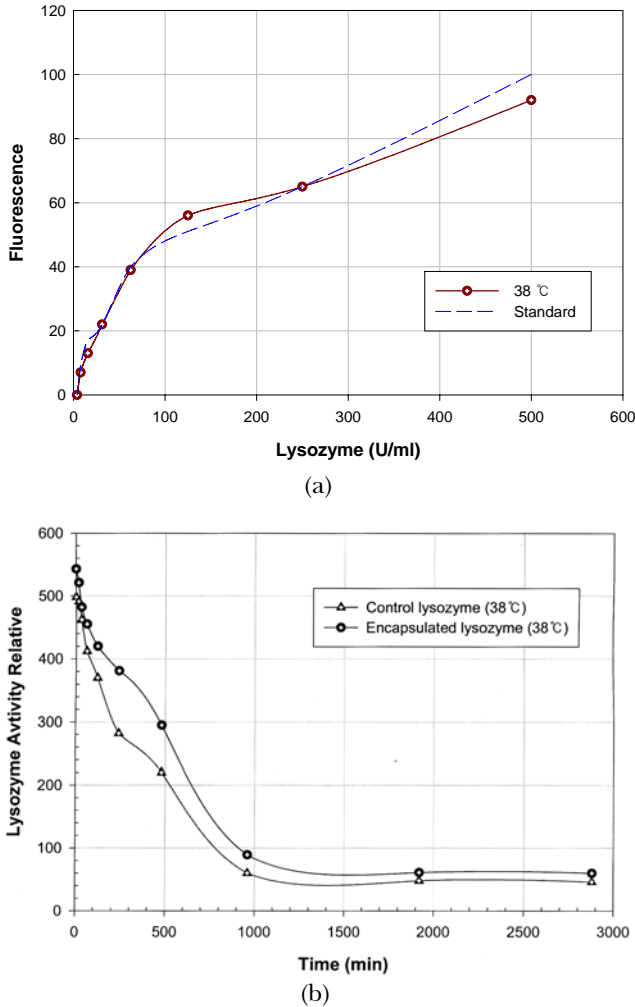 120
100
80
60
40
20
0
Fluorescence
38 ℃
Standard
0 100 200 300 400 500 600
Lysozyme (U/ml)
(a)
600
500
400
300
200
100
0
Lysozyme Avtivity Relative
Control lysozyme (38℃)
Encapsulated lysozyme (38℃)
0 500 1000 1500 2000 2500 3000
Time (min)
(b)